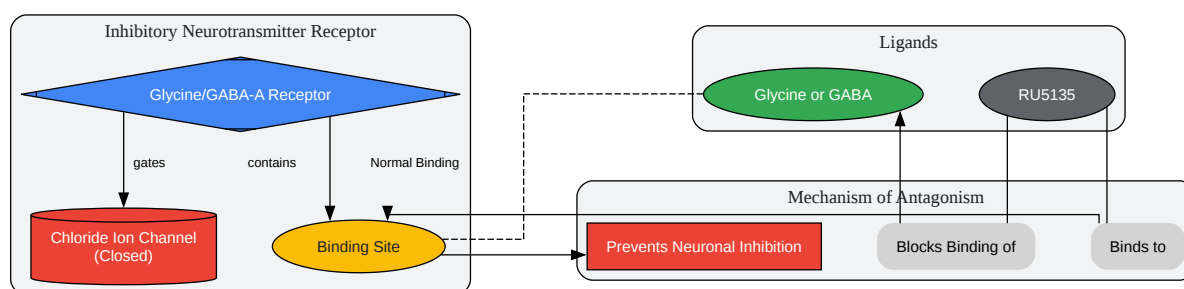 Inhibitory Neurotransmitter Receptor
Ligands
Glycine/GABA-A Receptor
Glycine or GABA
RU5135
gates
contains
Normal Binding
Mechanism of Antagonism
Chloride Ion Channel
(Closed)
Binding Site
Prevents Neuronal Inhibition
Blocks Binding of
Binds to